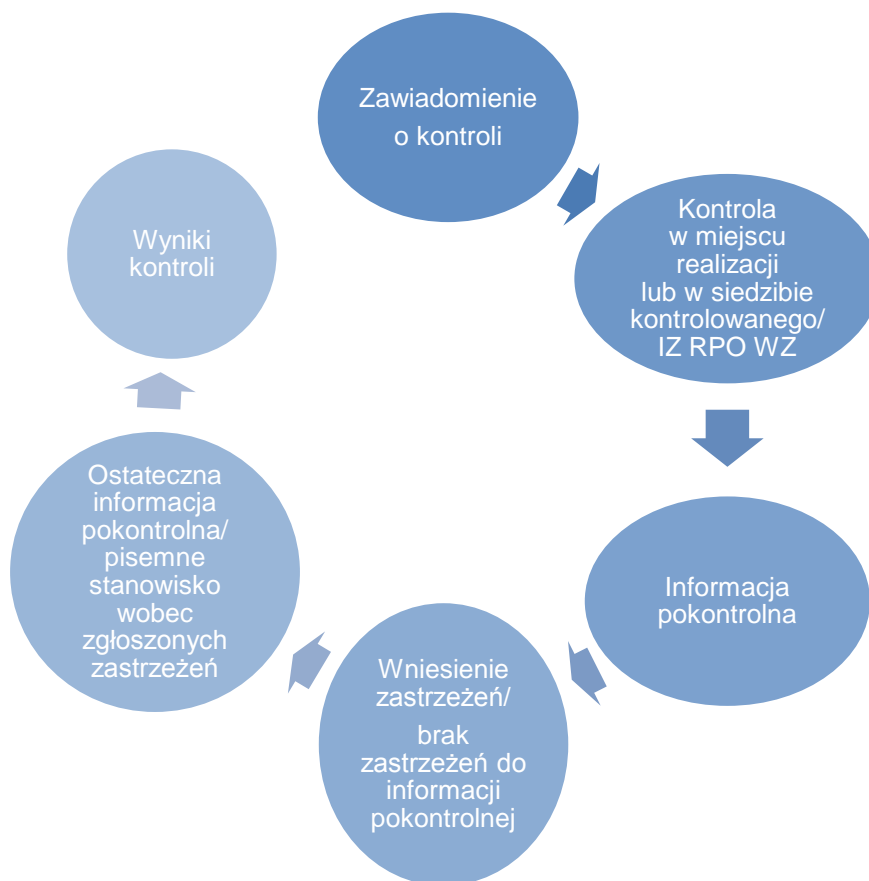 Zawiadomienie
o kontroli
Kontrola
w miejscu
realizacji
lub w siedzibie
kontrolowanego/
IZ RPO WZ
Informacja
pokontrolna
Wniesienie
zastrzeżeń/
brak
zastrzeżeń do
informacji
pokontrolnej
Ostateczna
informacja
pokontrolna/
pisemne
stanowisko
wobec
zgłoszonych
zastrzeżeń
Wyniki
kontroli